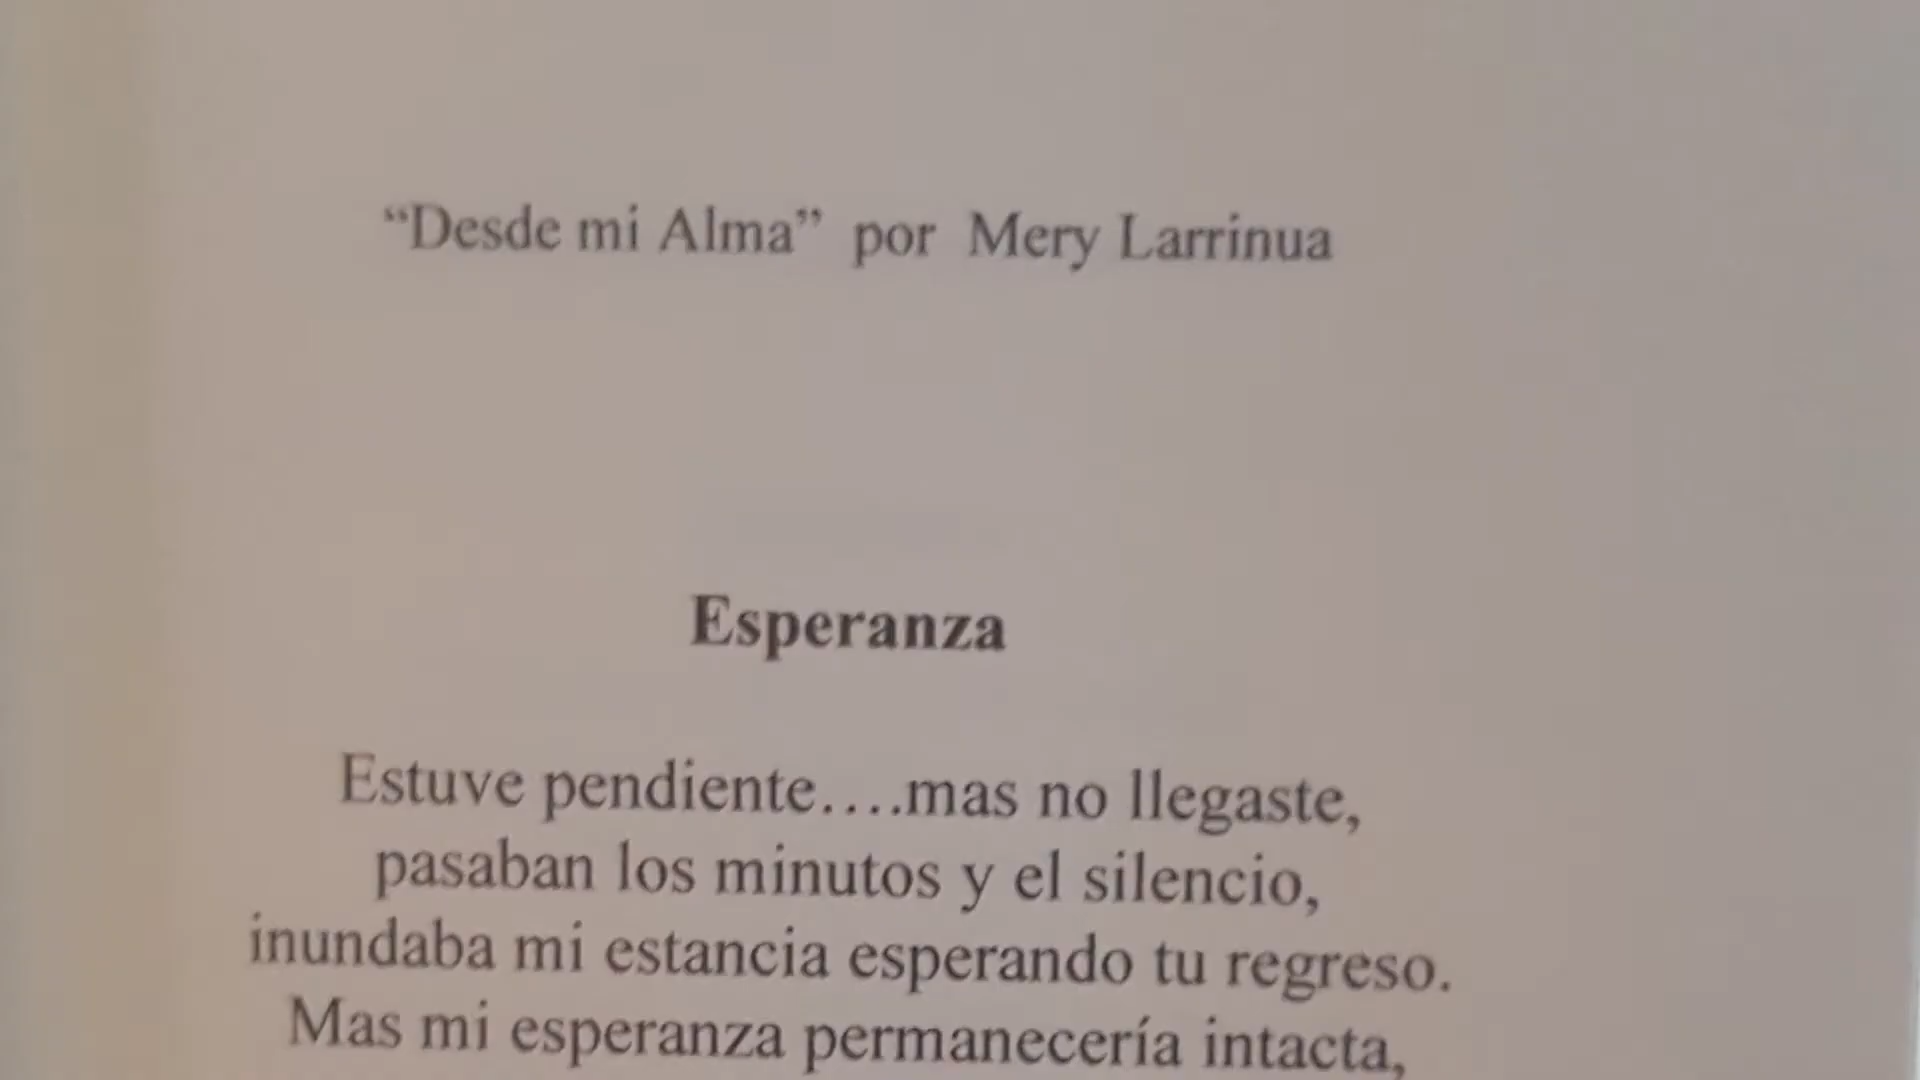 “Desde mi Alma” por Mery Larrinua
Esperanza
Estuve pendiente....mas no llegaste,
pasaban los minutos y el silencio,
inundaba mi estancia esperando tu regreso.
Mas mi esperanza permanecería intacta,